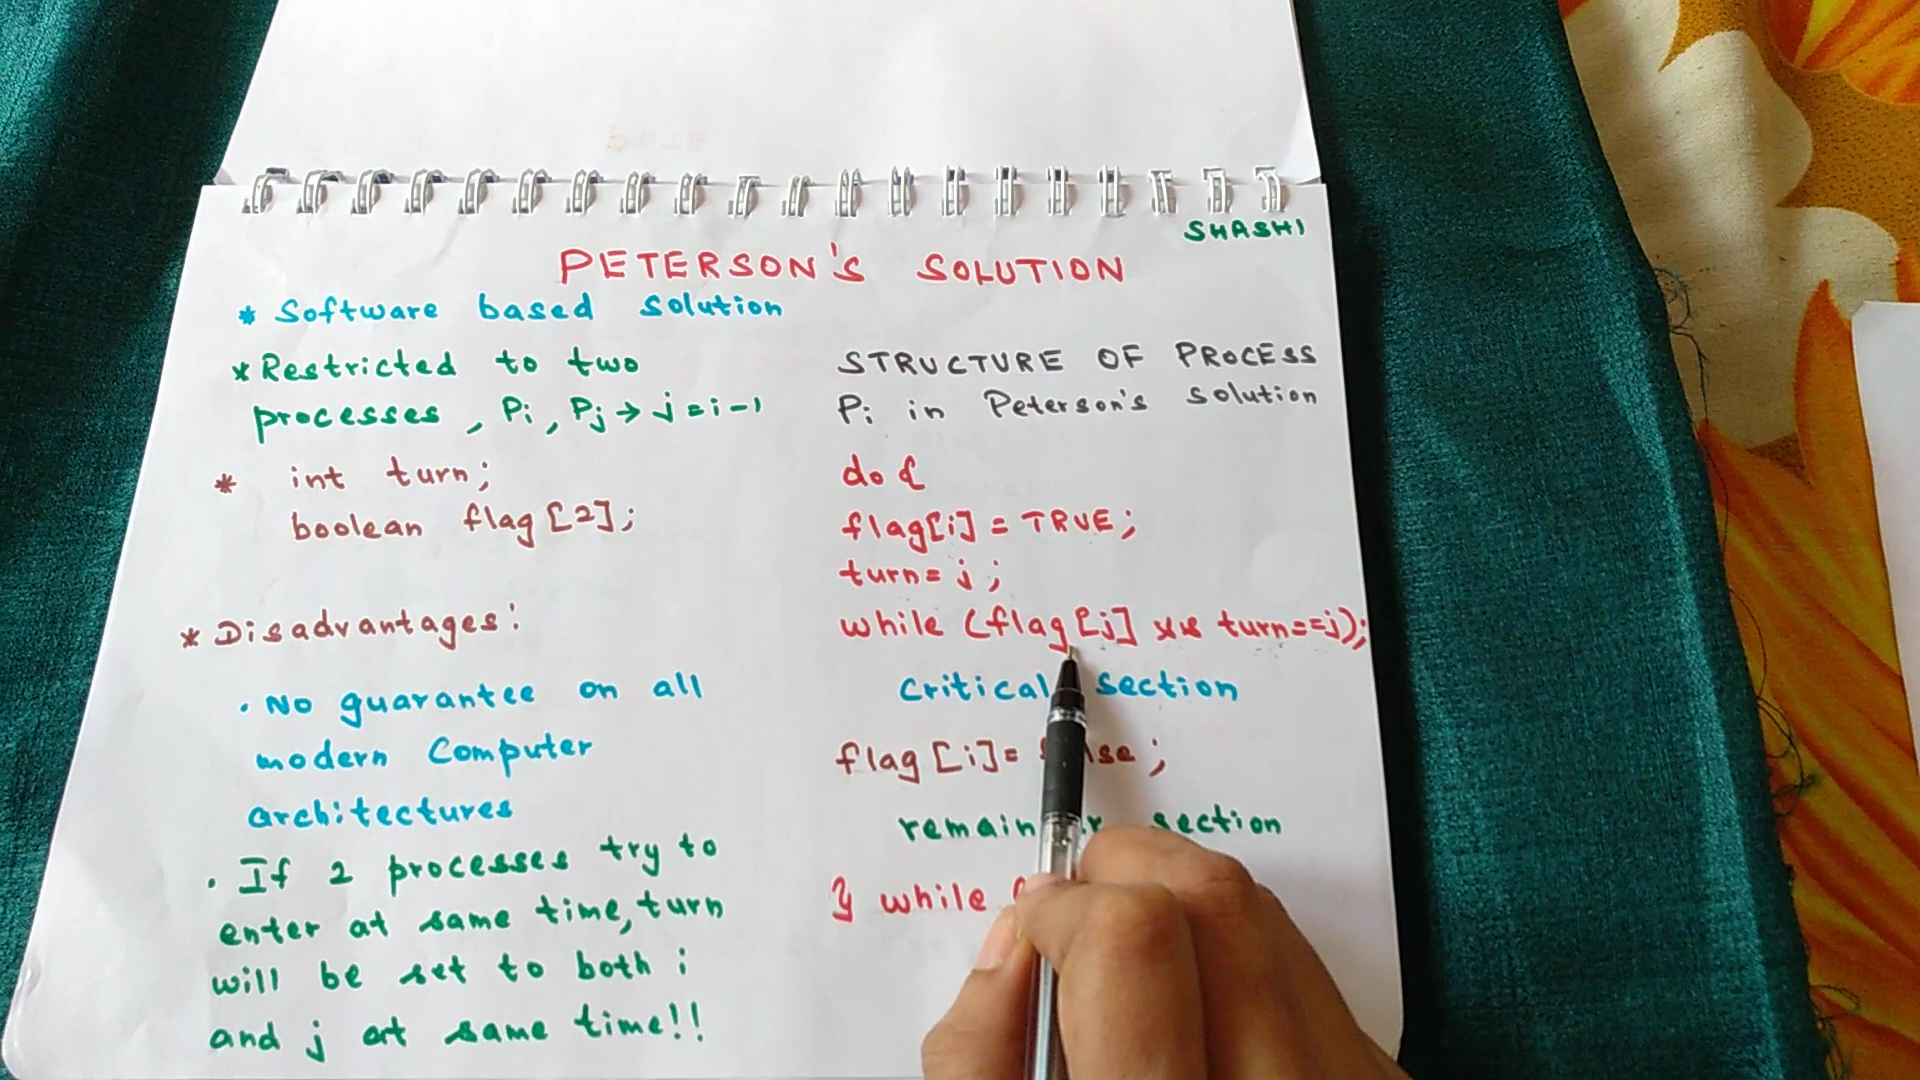 SHASHI
PETERSON'S SOLUTION
* Software based solution
* Restricted to two
processes, Pi, Pj → j = i - 1
* int turn;
boolean flag [2];
* Disadvantages:
. No guarantee on all
modern Computer
architectures
. If 2 processes try to
enter at same time, turn
will be set to both i
and j at same time!!
STRUCTURE OF PROCESS
Pi in Peterson's solution
do {
flag[i] = TRUE;
turn = j;
while (flag [j] && turn==j);
Critical section
flag [i] =
section
} while